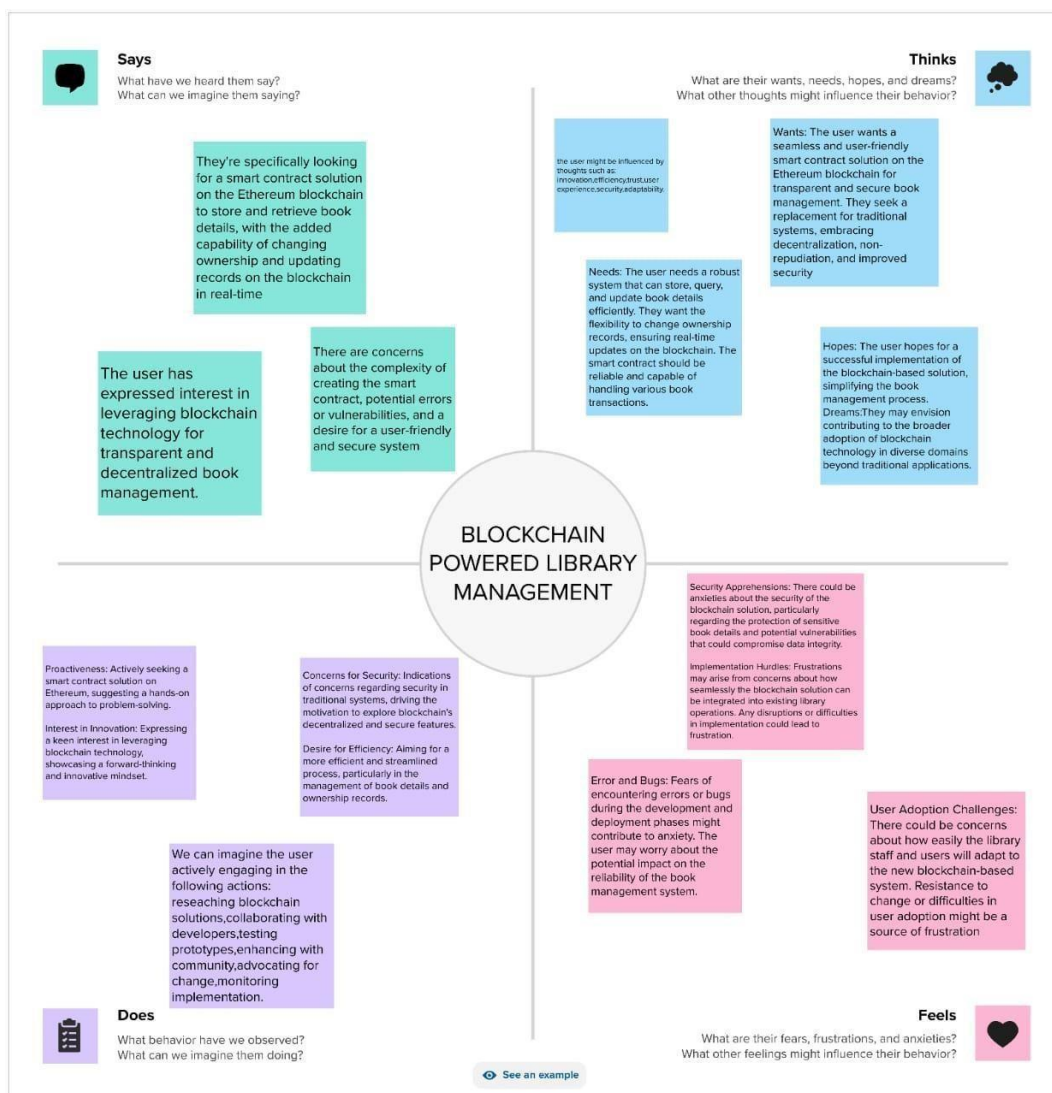 Says
What have we heard them say?
What can we imagine them saying?
They're specifically looking
for a smart contract solution
on the Ethereum blockchain
to store and retrieve book
details, with the added
capability of changing
ownership and updating
records on the blockchain
in real-time
The user has
expressed interest in
leveraging blockchain
technology for
transparent and
decentralized book
management.
There are concerns
about the complexity of
creating the smart
contract, potential errors
or vulnerabilities, and a
desire for a user-friendly
and secure system
Thinks
What are their wants, needs, hopes, and dreams?
What other thoughts might influence their behavior?
the user might be influenced by
thoughts such as:
innovation,efficiency,trust,user
experience,security,adaptability.
Wants: The user wants a
seamless and user-friendly
smart contract solution on the
Ethereum blockchain for
transparent and secure book
management. They seek a
replacement for traditional
systems, embracing
decentralization, non-
repudiation, and improved
security
Needs: The user needs a robust
system that can store, query,
and update book details
efficiently. They want the
flexibility to change ownership
records, ensuring real-time
updates on the blockchain. The
smart contract should be
reliable and capable of
handling various book
transactions.
Hopes: The user hopes for a
successful implementation of
the blockchain-based solution,
simplifying the book
management process.
Dreams:They may envision
contributing to the broader
adoption of blockchain
technology in diverse domains
beyond traditional applications.
BLOCKCHAIN
POWERED LIBRARY
MANAGEMENT
Proactiveness: Actively seeking a
smart contract solution on
Ethereum, suggesting a hands-on
approach to problem-solving.
Interest in Innovation: Expressing
a keen interest in leveraging
blockchain technology,
showcasing a forward-thinking
and innovative mindset.
Concerns for Security: Indications
of concerns regarding security in
traditional systems, driving the
motivation to explore blockchain's
decentralized and secure features.
Desire for Efficiency: Aiming for a
more efficient and streamlined
process, particularly in the
management of book details and
ownership records.
We can imagine the user
actively engaging in the
following actions:
reseaching blockchain
solutions,collaborating with
developers,testing
prototypes,enhancing with
community,advocating for
change,monitoring
implementation.
Does
What behavior have we observed?
What can we imagine them doing?
Security Apprehensions: There could be
anxieties about the security of the
blockchain solution, particularly
regarding the protection of sensitive
book details and potential vulnerabilities
that could compromise data integrity.
Implementation Hurdles: Frustrations
may arise from concerns about how
seamlessly the blockchain solution can
be integrated into existing library
operations. Any disruptions or difficulties
in implementation could lead to
frustration.
Error and Bugs: Fears of
encountering errors or bugs
during the development and
deployment phases might
contribute to anxiety. The
user may worry about the
potential impact on the
reliability of the book
management system.
User Adoption Challenges:
There could be concerns
about how easily the library
staff and users will adapt to
the new blockchain-based
system. Resistance to
change or difficulties in
user adoption might be a
source of frustration
Feels
What are their fears, frustrations, and anxieties?
What other feelings might influence their behavior?
See an example